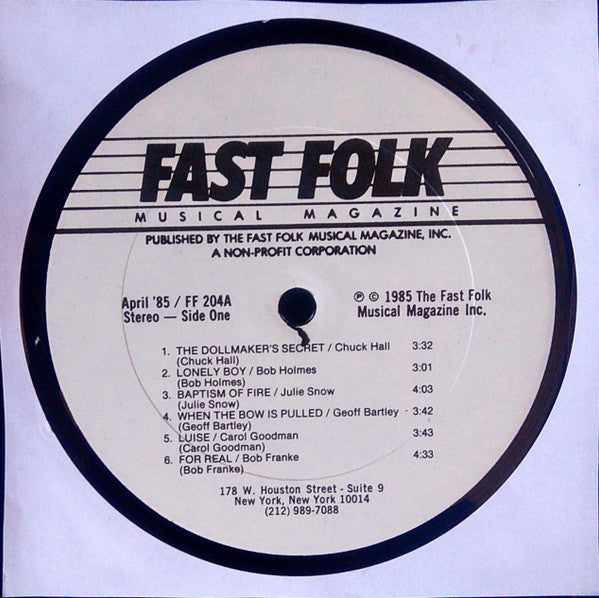 FAST FOLK
MUSICAL MAGAZINE
PUBLISHED BY THE FAST FOLK MUSICAL MAGAZINE, INC.
A NON-PROFIT CORPORATION
April '85 / FF 204A
Stereo — Side One
℗ © 1985 The Fast Folk
Musical Magazine Inc.
1. THE DOLLMAKER'S SECRET / Chuck Hall 3:32
(Chuck Hall)
2. LONELY BOY / Bob Holmes 3:01
(Bob Holmes)
3. BAPTISM OF FIRE / Julie Snow 4:03
(Julie Snow)
4. WHEN THE BOW IS PULLED / Geoff Bartley 3:42
(Geoff Bartley)
5. LUISE / Carol Goodman 3:43
(Carol Goodman)
6. FOR REAL / Bob Franke 4:33
(Bob Franke)
178 W. Houston Street - Suite 9
New York, New York 10014
(212) 989-7088